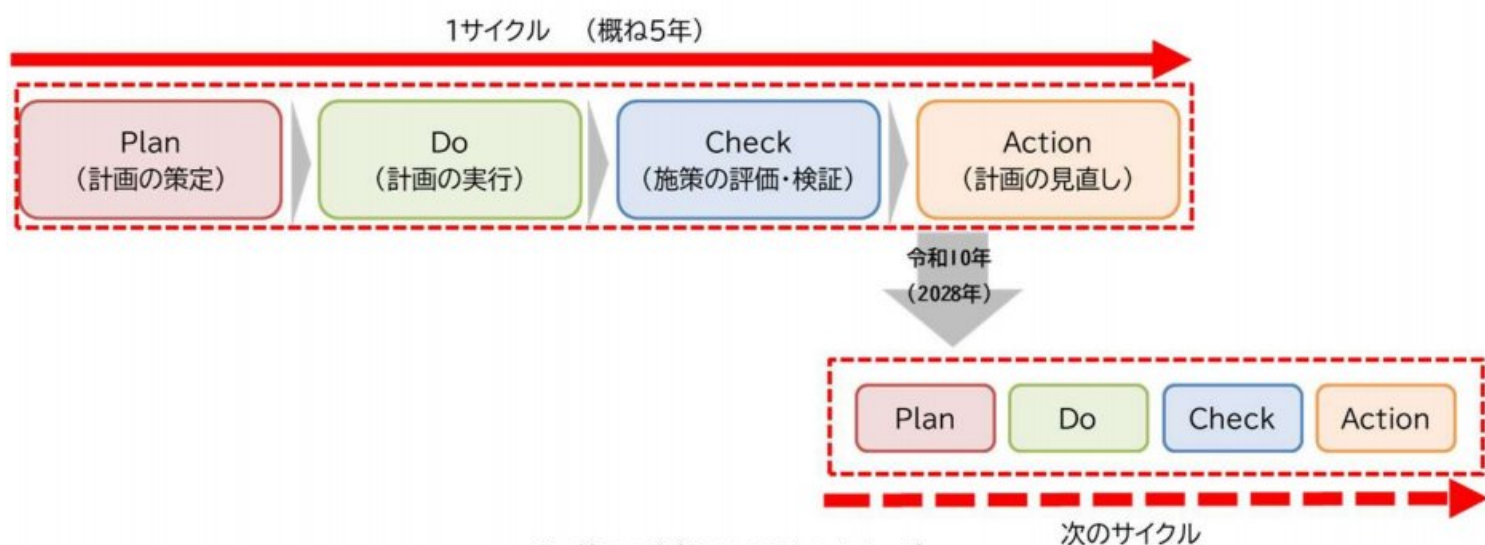 1サイクル （概ね5年）
Plan
（計画の策定）
Do
（計画の実行）
Check
（施策の評価・検証）
Action
（計画の見直し）
令和10年
（2028年）
Plan
Do
Check
Action
次のサイクル